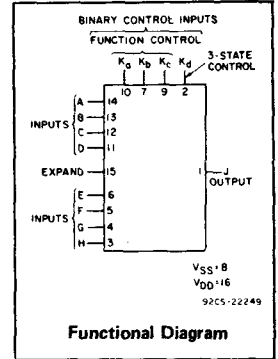 BINARY CONTROL INPUTS
FUNCTION CONTROL
Ka Kb Kc Kd
3-STATE
CONTROL
10 7 9 2
A 14
B 13
INPUTS
C 12
D 11
EXPAND 15
1 J
OUTPUT
E 6
F 5
INPUTS
G 4
H 3
VSS=8
VDD=16
92CS-22249
Functional Diagram